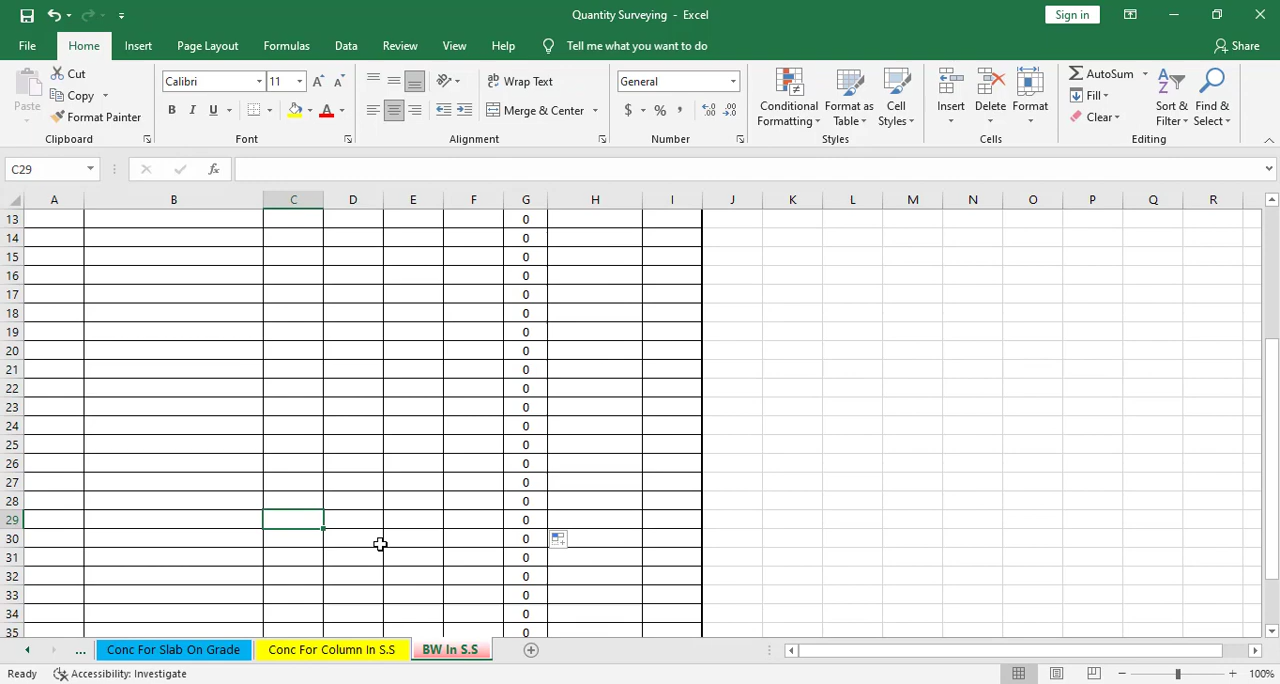 Quantity Surveying - Excel
Sign in
File Home Insert Page Layout Formulas Data Review View Help Tell me what you want to do Share
Paste
Cut
Copy
Format Painter
Clipboard
Calibri 11 A A
B I U A
Font
Wrap Text
Merge & Center
Alignment
General
$ % , .00
Number
Conditional Formatting
Format as Table
Cell Styles
Styles
Insert Delete Format
Cells
AutoSum
Fill
Clear
Sort & Filter
Find & Select
Editing
C29 fx
A B C D E F G H I J K L M N O P Q R
13 0
14 0
15 0
16 0
17 0
18 0
19 0
20 0
21 0
22 0
23 0
24 0
25 0
26 0
27 0
28 0
29 0
30 0
31 0
32 0
33 0
34 0
35 0
... Conc For Slab On Grade Conc For Column In S.S BW In S.S
Ready Accessibility: Investigate 100%